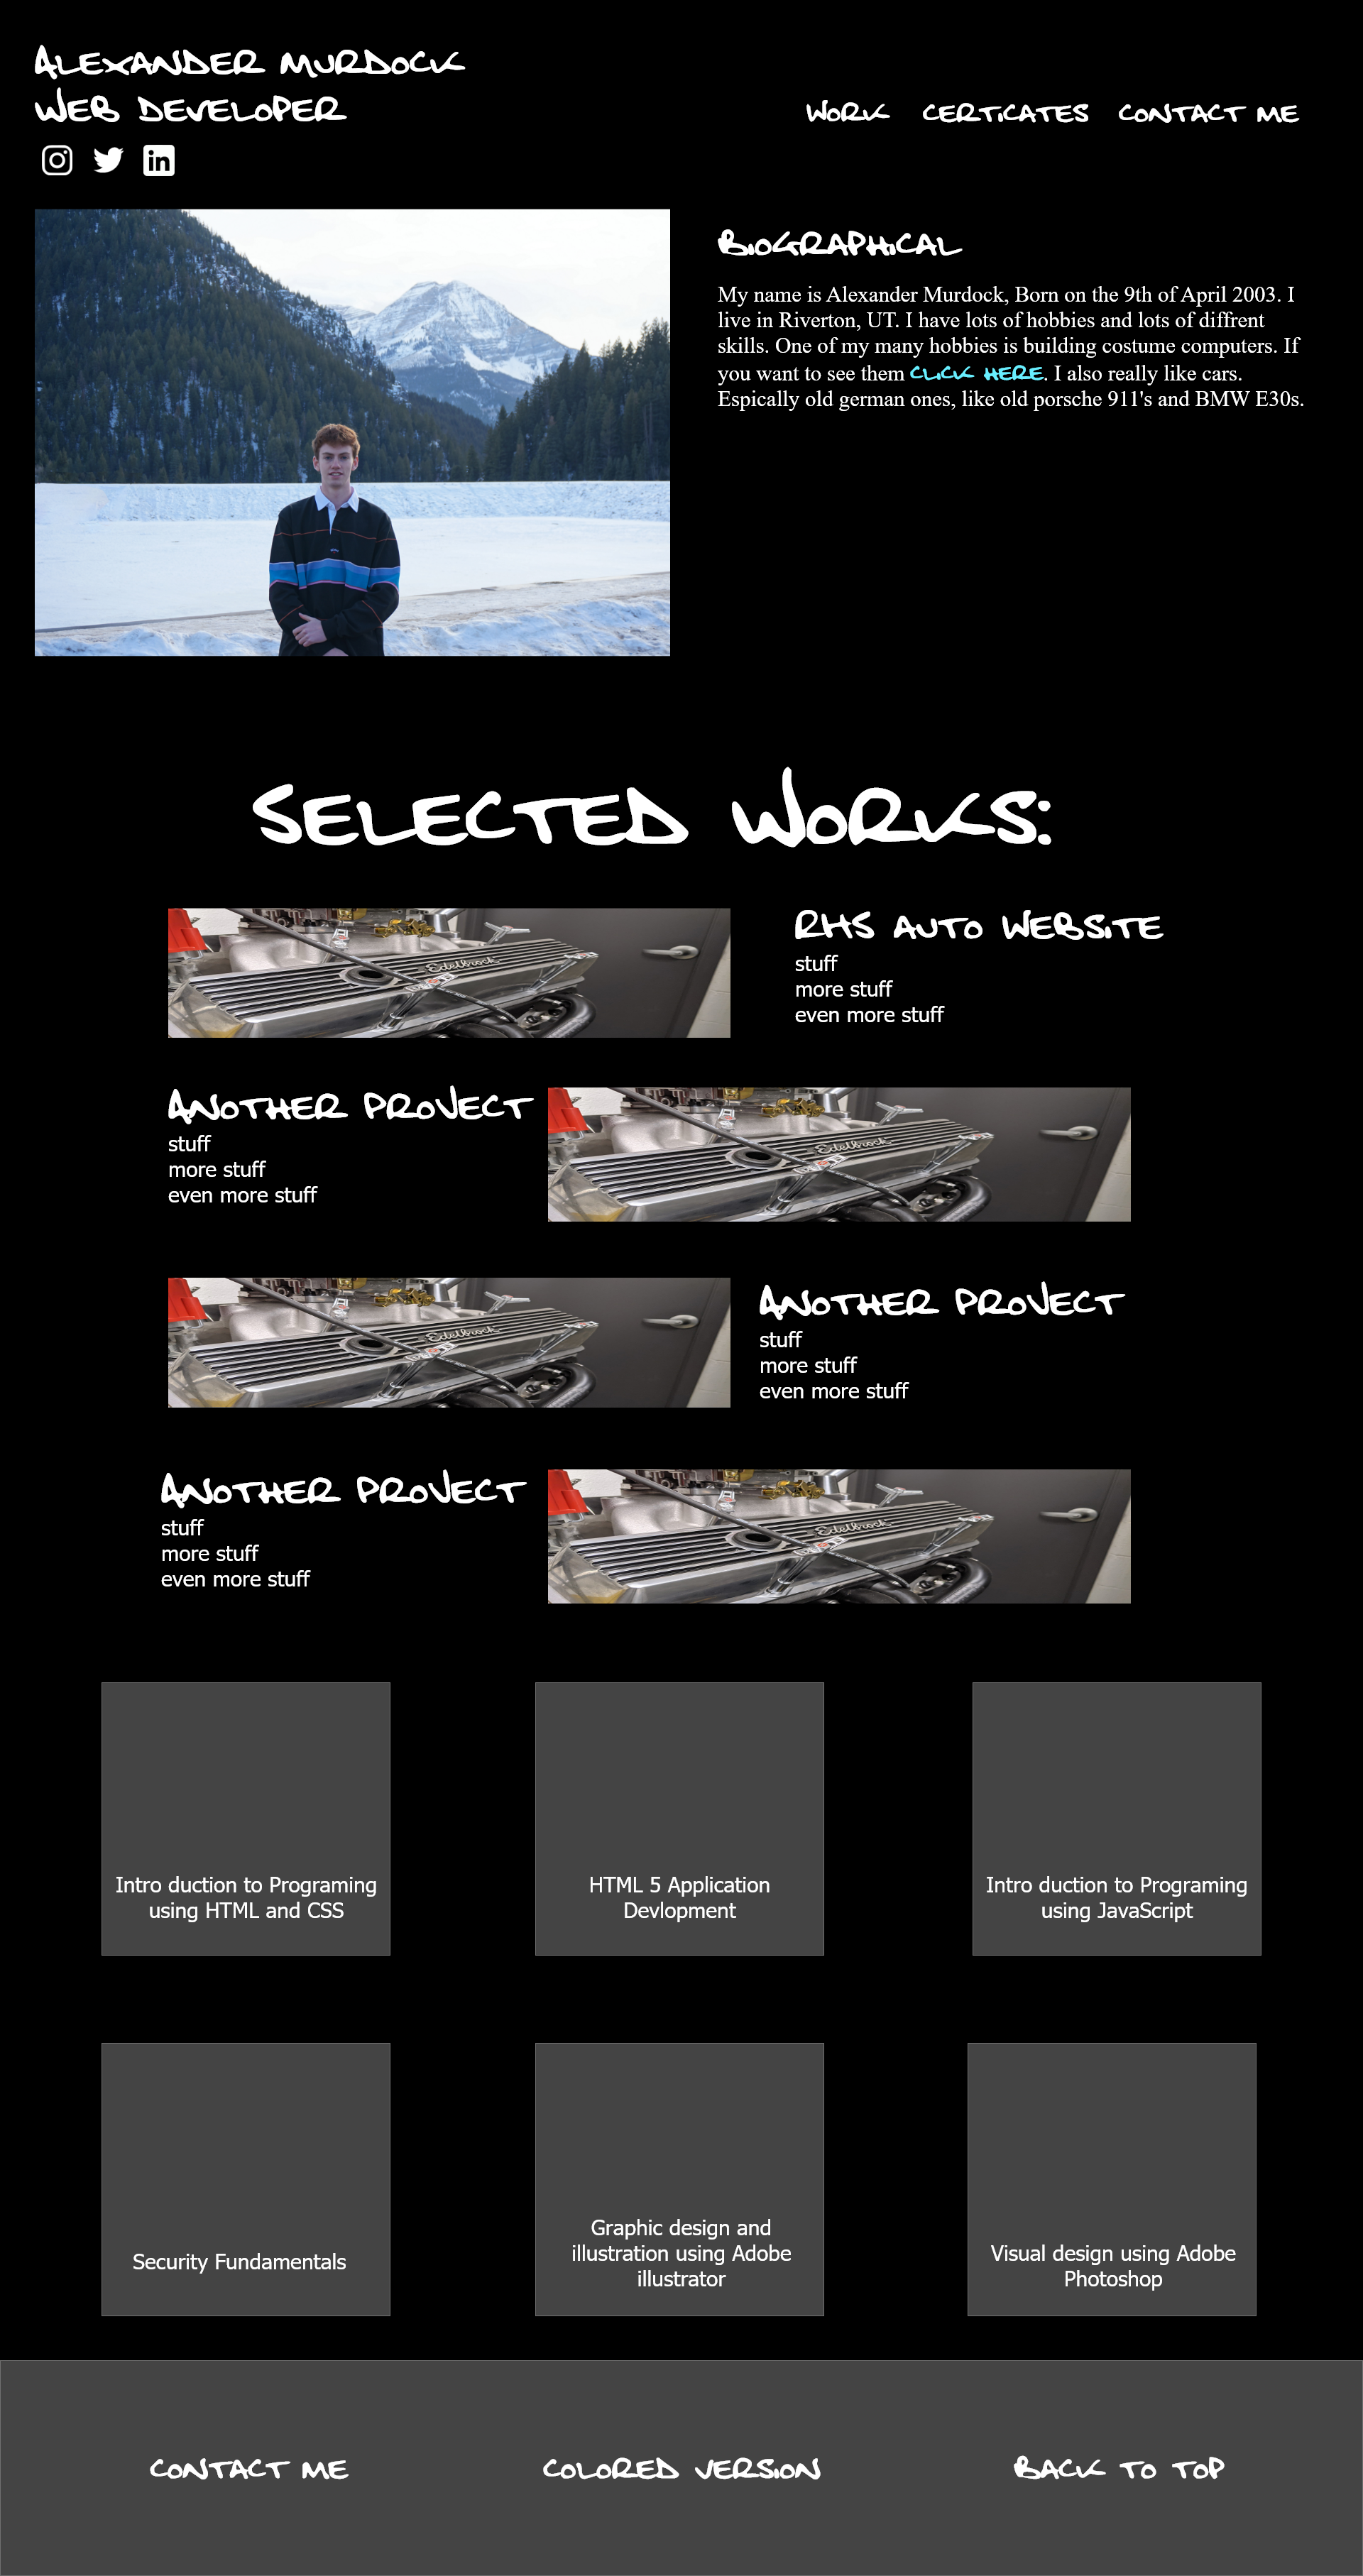 Alexander Murdock
Web Developer
Work Certicates Contact Me
in
Biographical
My name is Alexander Murdock, Born on the 9th of April 2003. I
live in Riverton, UT. I have lots of hobbies and lots of diffrent
skills. One of my many hobbies is building costume computers. If
you want to see them Click Here. I also really like cars.
Espically old german ones, like old porsche 911's and BMW E30s.
Selected Works:
Edelbrock
RHS Auto Website
stuff
more stuff
even more stuff
Another Project
stuff
more stuff
even more stuff
Edelbrock
Edelbrock
Another Project
stuff
more stuff
even more stuff
Another Project
stuff
more stuff
even more stuff
Edelbrock
Intro duction to Programing
using HTML and CSS
HTML 5 Application
Devlopment
Intro duction to Programing
using JavaScript
Security Fundamentals
Graphic design and
illustration using Adobe
illustrator
Visual design using Adobe
Photoshop
Contact Me
Colored Version
Back to top